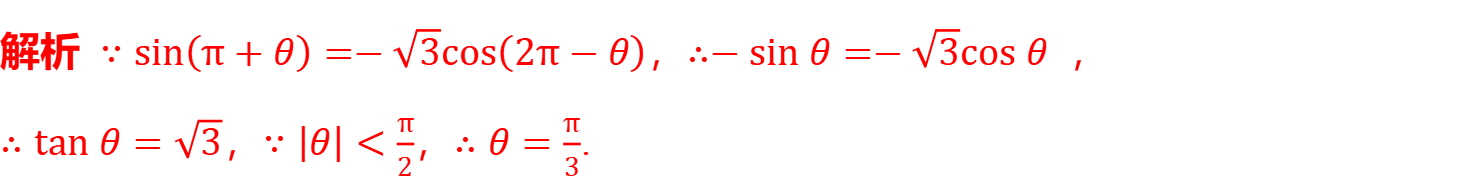 解析 ∵ sin(π + θ) =− √3cos(2π − θ)，∴− sin θ =− √3cos θ ，
∴ tan θ = √3，∵ |θ| < π/2，∴ θ = π/3.